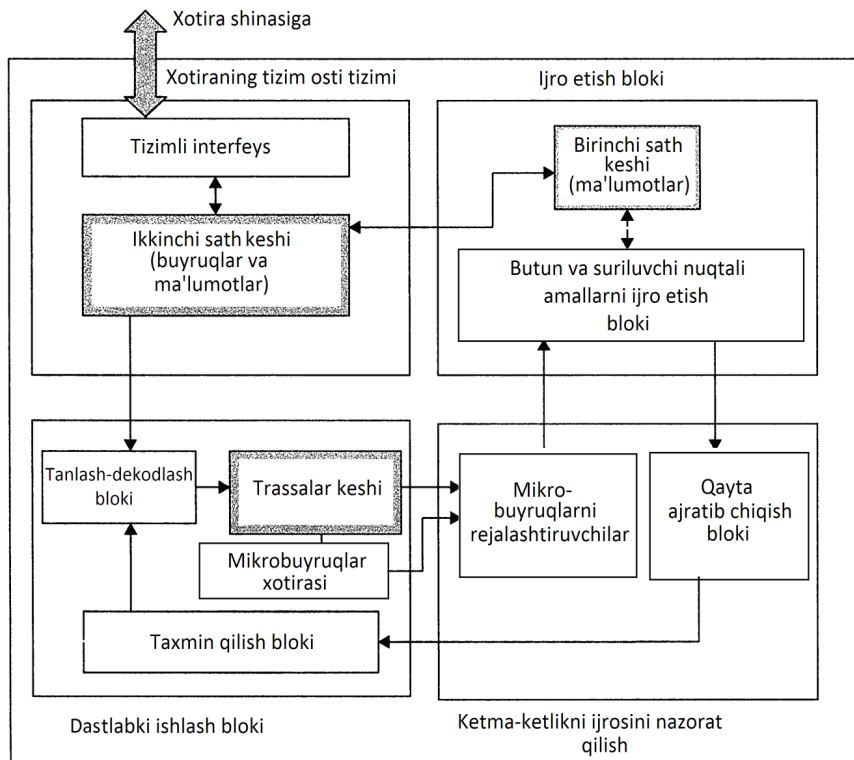 Xotira shinasiga
Xotiraning tizim osti tizimi
Ijro etish bloki
Tizimli interfeys
Ikkinchi sath keshi
(buyruqlar va
ma'lumotlar)
Birinchi sath
keshi
(ma'lumotlar)
Butun va suriluvchi nuqtali
amallarni ijro etish
bloki
Tanlash-dekodlash
bloki
Trassalar keshi
Mikrobuyruqlar
xotirasi
Taxmin qilish bloki
Mikro-
buyruqlarni
rejalashtiruvchilar
Qayta
ajratib chiqish
bloki
Dastlabki ishlash bloki
Ketma-ketlikni ijrosini nazorat
qilish